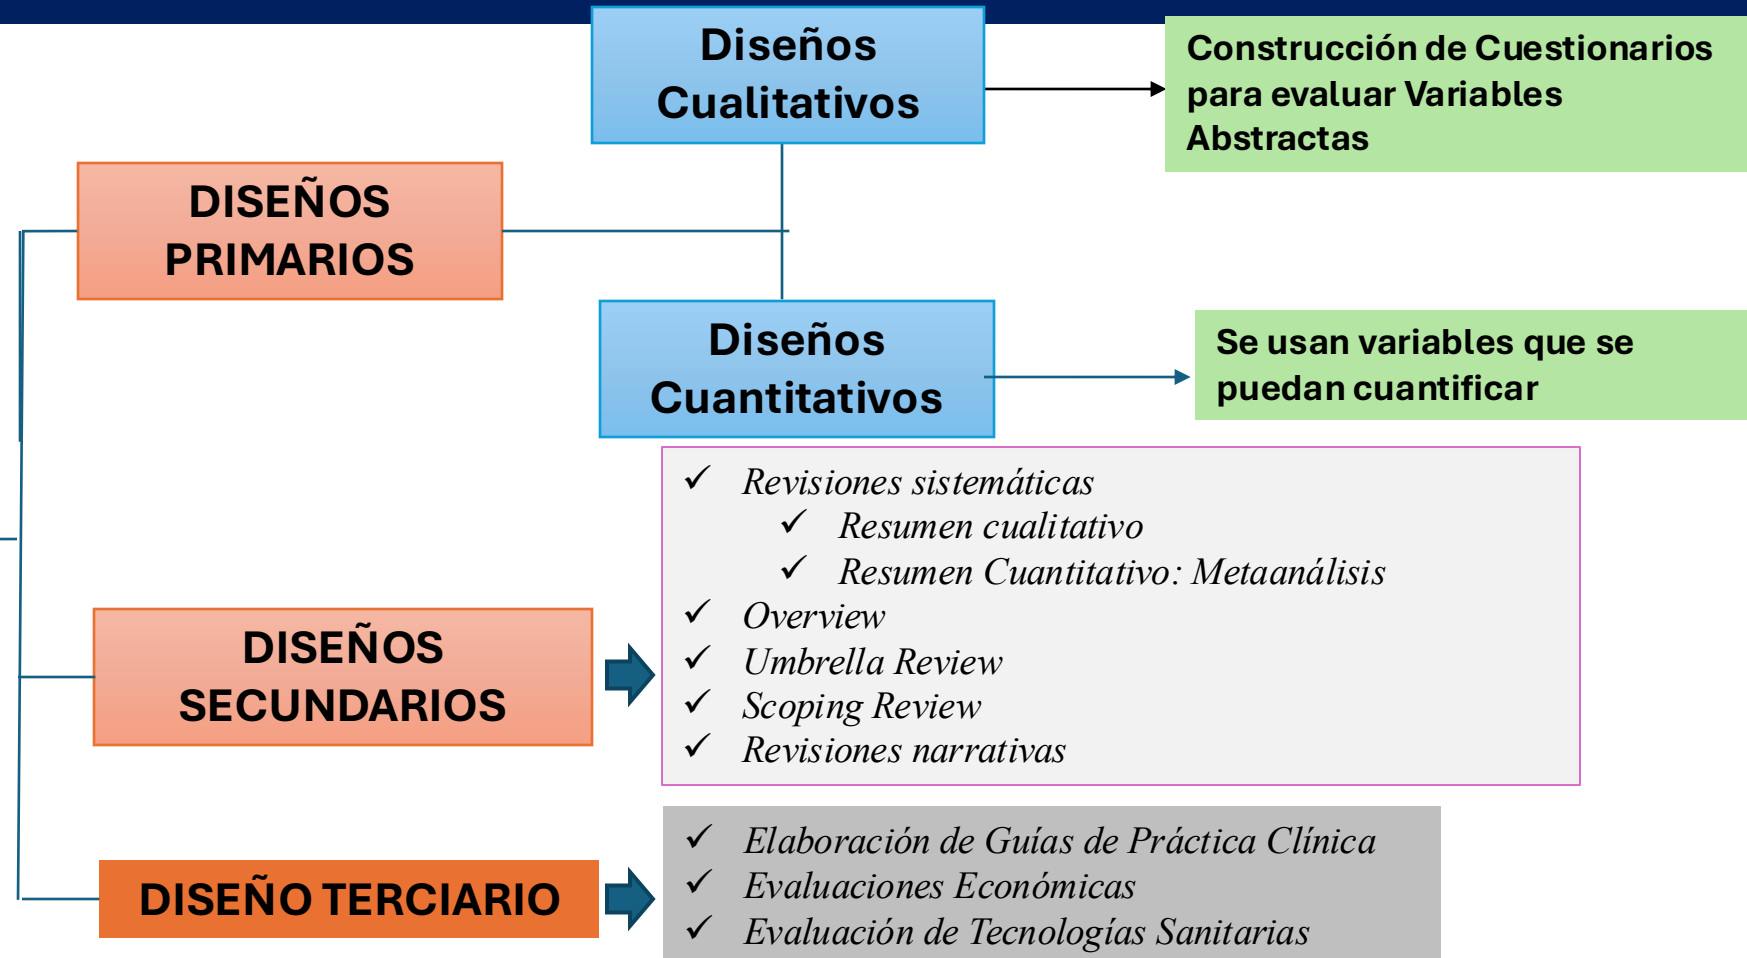 Diseños
Cualitativos
Construcción de Cuestionarios
para evaluar Variables
Abstractas
DISEÑOS
PRIMARIOS
Diseños
Cuantitativos
Se usan variables que se
puedan cuantificar
✓ Revisiones sistemáticas
✓ Resumen cualitativo
✓ Resumen Cuantitativo: Metaanálisis
✓ Overview
✓ Umbrella Review
✓ Scoping Review
✓ Revisiones narrativas
DISEÑOS
SECUNDARIOS
✓ Elaboración de Guías de Práctica Clínica
✓ Evaluaciones Económicas
✓ Evaluación de Tecnologías Sanitarias
DISEÑO TERCIARIO